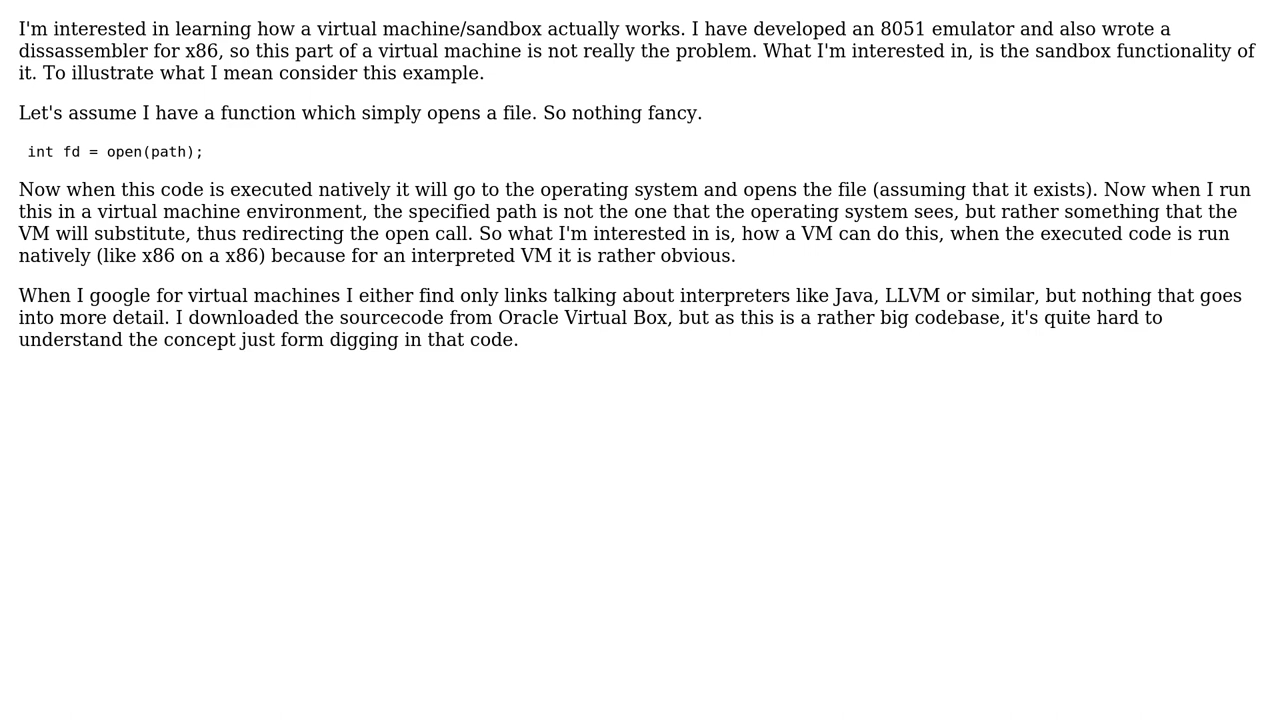 I'm interested in learning how a virtual machine/sandbox actually works. I have developed an 8051 emulator and also wrote a
dissassembler for x86, so this part of a virtual machine is not really the problem. What I'm interested in, is the sandbox functionality of
it. To illustrate what I mean consider this example.
Let's assume I have a function which simply opens a file. So nothing fancy.
int fd = open(path);
Now when this code is executed natively it will go to the operating system and opens the file (assuming that it exists). Now when I run
this in a virtual machine environment, the specified path is not the one that the operating system sees, but rather something that the
VM will substitute, thus redirecting the open call. So what I'm interested in is, how a VM can do this, when the executed code is run
natively (like x86 on a x86) because for an interpreted VM it is rather obvious.
When I google for virtual machines I either find only links talking about interpreters like Java, LLVM or similar, but nothing that goes
into more detail. I downloaded the sourcecode from Oracle Virtual Box, but as this is a rather big codebase, it's quite hard to
understand the concept just form digging in that code.